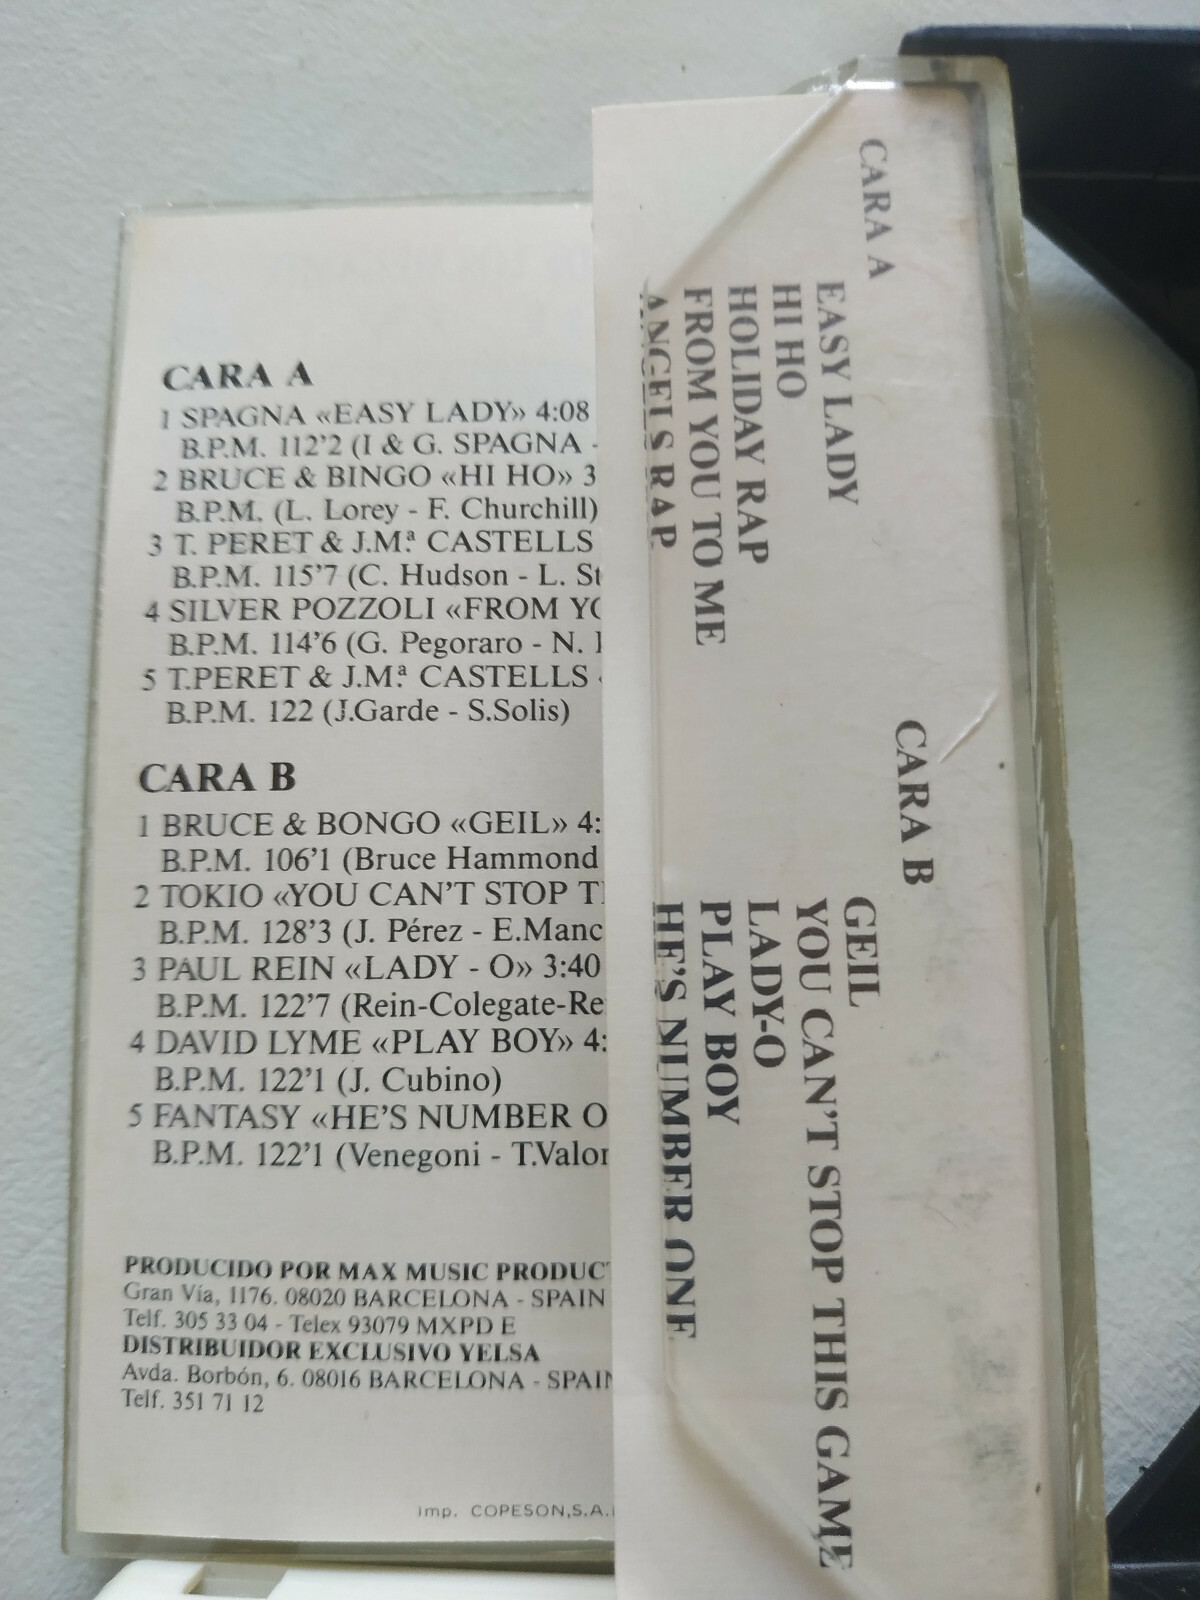 CARA A
1 SPAGNA «EASY LADY» 4:08
B.P.M. 112'2 (I & G. SPAGNA -
2 BRUCE & BINGO «HI HO» 3
B.P.M. (L. Lorey - F. Churchill)
3 T. PERET & J.Mª CASTELLS
B.P.M. 115'7 (C. Hudson - L.
4 SILVER POZZOLI «FROM
B.P.M. 114'6 (G. Pegoraro - N.
5 T.PERET & J.Mª CASTELLS
B.P.M. 122 (J.Garde - S.Solis)
CARA B
1 BRUCE & BONGO «GEIL» 4:
B.P.M. 106'1 (Bruce Hammond
2 TOKIO «YOU CAN'T STOP
B.P.M. 128'3 (J. Pérez - E.Manc
3 PAUL REIN «LADY - O» 3:40
B.P.M. 122'7 (Rein-Colegate-Re
4 DAVID LYME «PLAY BOY» 4:
B.P.M. 122'1 (J. Cubino)
5 FANTASY «HE'S NUMBER O
B.P.M. 122'1 (Venegoni - T.Valor
PRODUCIDO POR MAX MUSIC PRODUC
Gran Vía, 1176. 08020 BARCELONA - SPAIN
Telf. 305 33 04 - Telex 93079 MXPD E
DISTRIBUIDOR EXCLUSIVO YELSA
Avda. Borbón, 6. 08016 BARCELONA - SPAIN
Telf. 351 71 12
Imp. COPESON,S.A.
CARA A
EASY LADY
HI HO
HOLIDAY RAP
FROM YOU TO ME
ANGELS RAP
CARA B
GEIL
YOU CAN'T STOP THIS GAME
LADY-O
PLAY BOY
HE'S NUMBER ONE